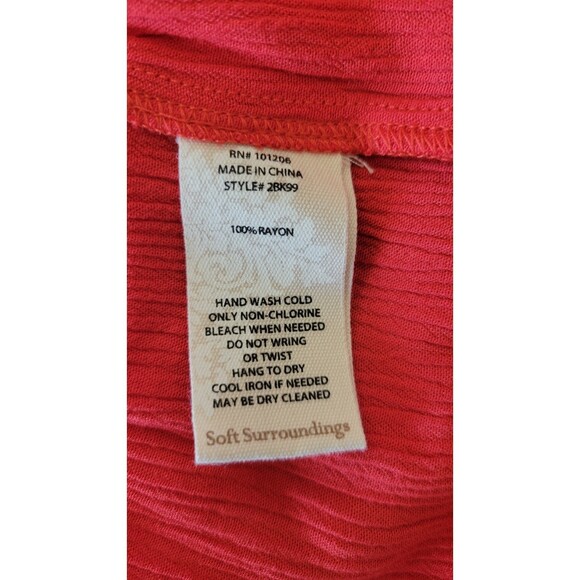 RN# 101206
MADE IN CHINA
STYLE# 2BK99
100% RAYON
HAND WASH COLD
ONLY NON-CHLORINE
BLEACH WHEN NEEDED
DO NOT WRING
OR TWIST
HANG TO DRY
COOL IRON IF NEEDED
MAY BE DRY CLEANED
Soft Surroundings